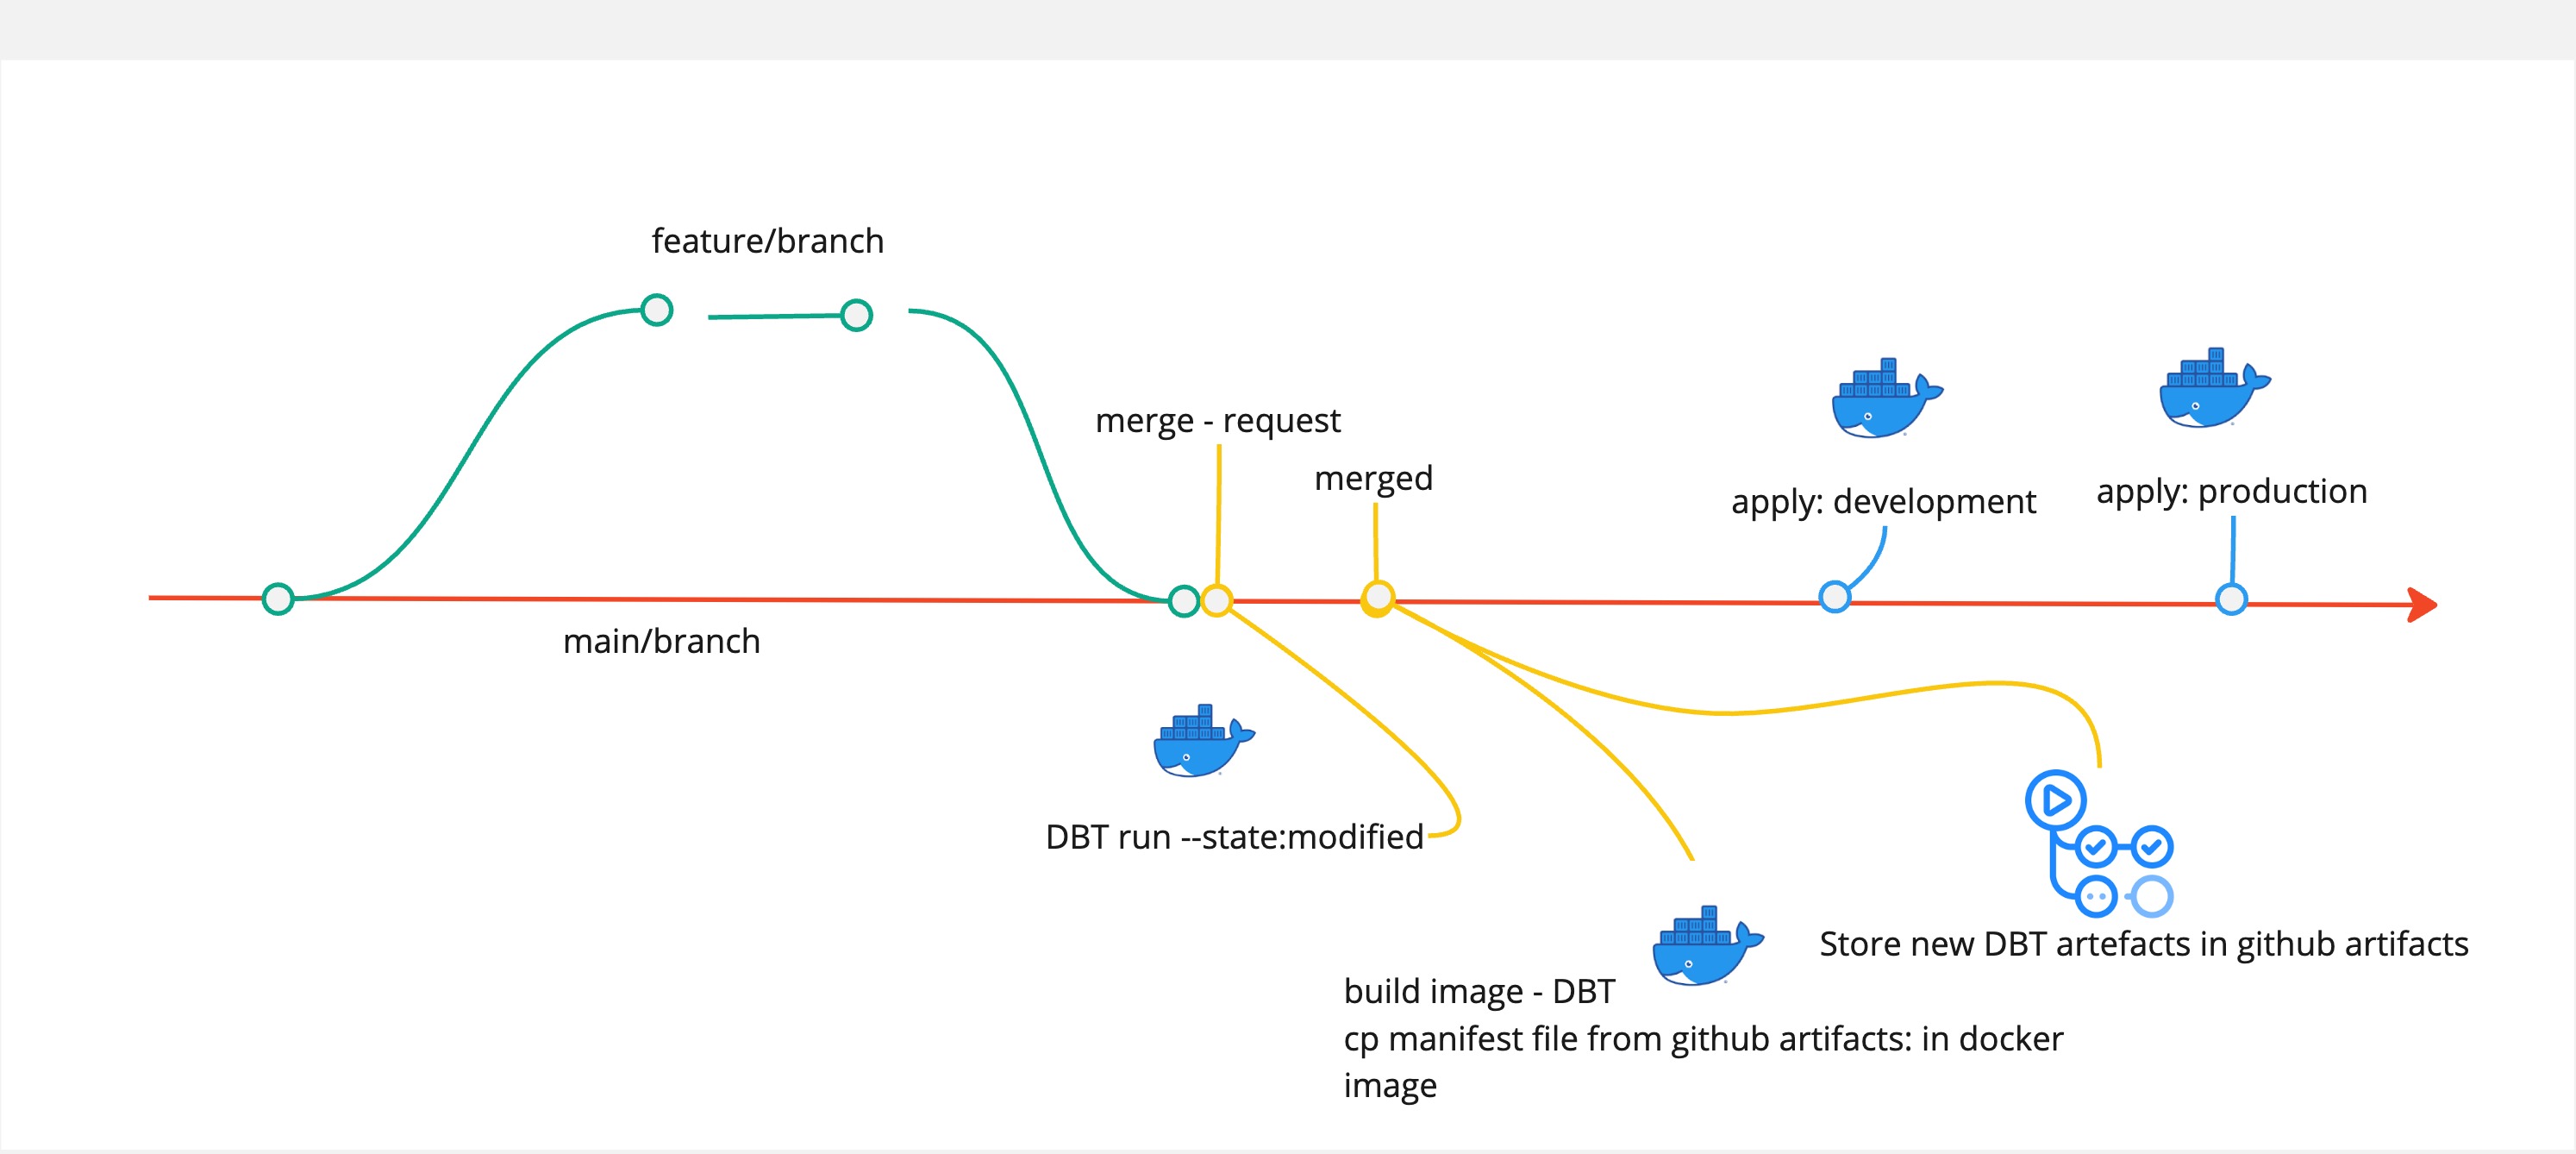 feature/branch
merge - request
merged
apply: development
apply: production
main/branch
DBT run --state:modified
Store new DBT artefacts in github artifacts
build image - DBT
cp manifest file from github artifacts: in docker
image